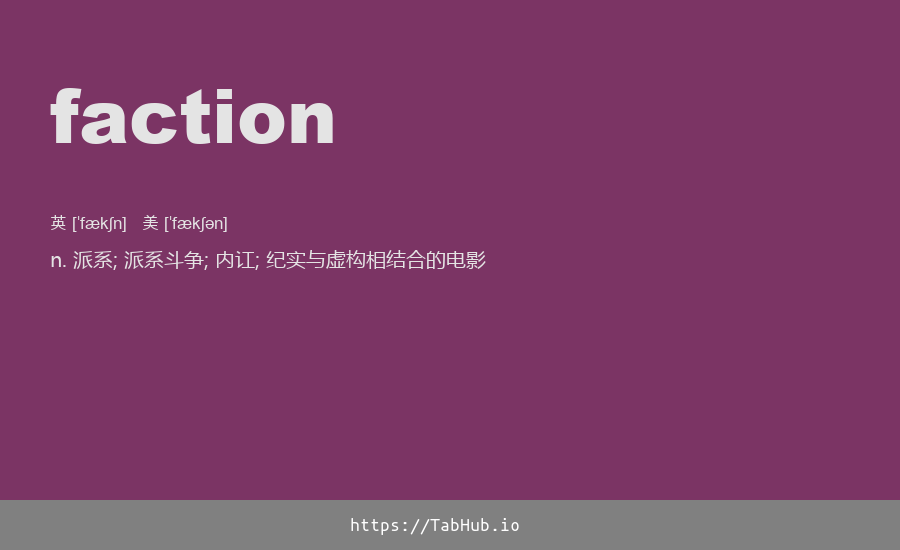 faction
英 [ˈfækʃn] 美 [ˈfækʃən]
n. 派系; 派系斗争; 内讧; 纪实与虚构相结合的电影
https://TabHub.io